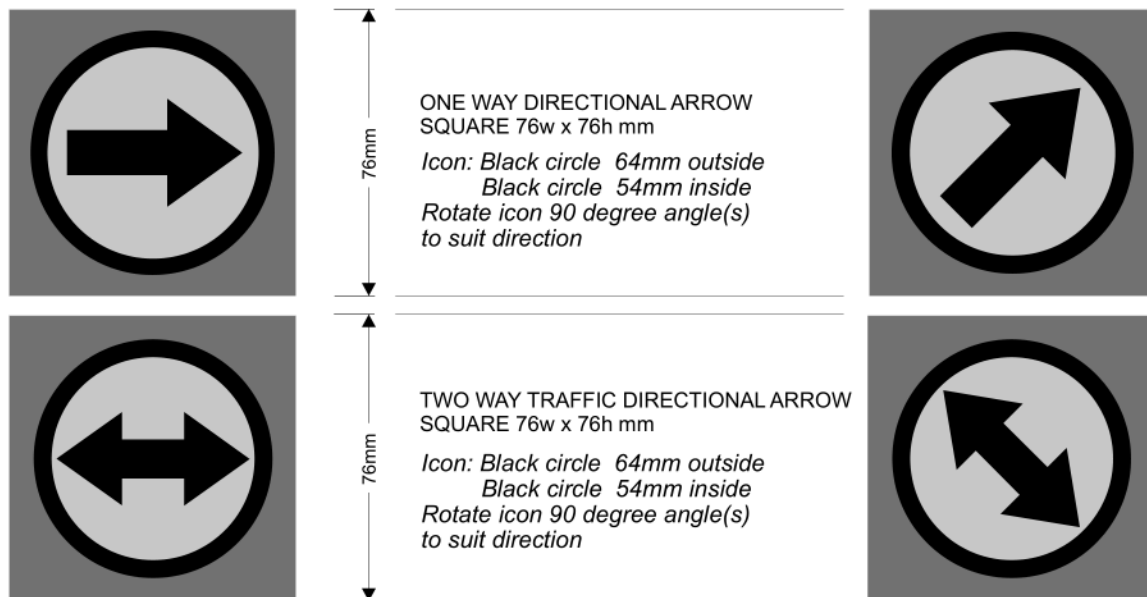 76mm
ONE WAY DIRECTIONAL ARROW
SQUARE 76w x 76h mm
Icon: Black circle 64mm outside
Black circle 54mm inside
Rotate icon 90 degree angle(s)
to suit direction
76mm
TWO WAY TRAFFIC DIRECTIONAL ARROW
SQUARE 76w x 76h mm
Icon: Black circle 64mm outside
Black circle 54mm inside
Rotate icon 90 degree angle(s)
to suit direction